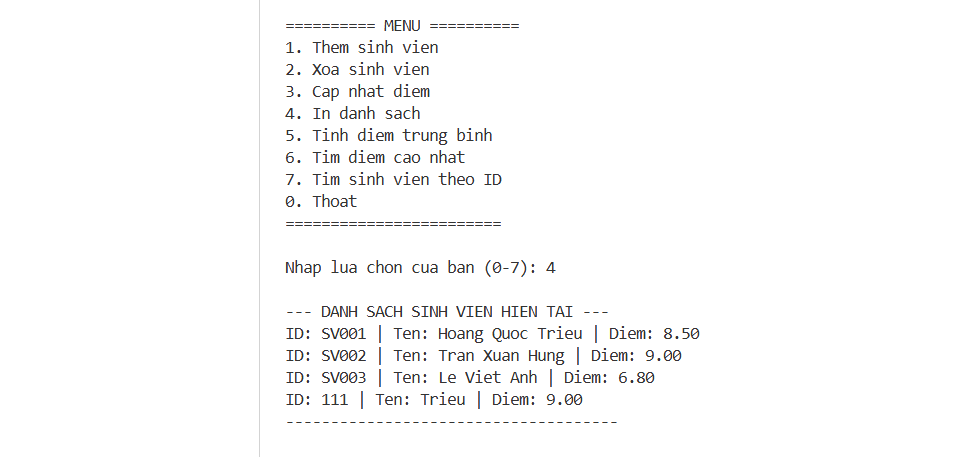 ========== MENU ==========
1. Them sinh vien
2. Xoa sinh vien
3. Cap nhat diem
4. In danh sach
5. Tinh diem trung binh
6. Tim diem cao nhat
7. Tim sinh vien theo ID
0. Thoat
========================
Nhap lua chon cua ban (0-7): 4
--- DANH SACH SINH VIEN HIEN TAI ---
ID: SV001 | Ten: Hoang Quoc Trieu | Diem: 8.50
ID: SV002 | Ten: Tran Xuan Hung | Diem: 9.00
ID: SV003 | Ten: Le Viet Anh | Diem: 6.80
ID: 111 | Ten: Trieu | Diem: 9.00
-------------------------------------